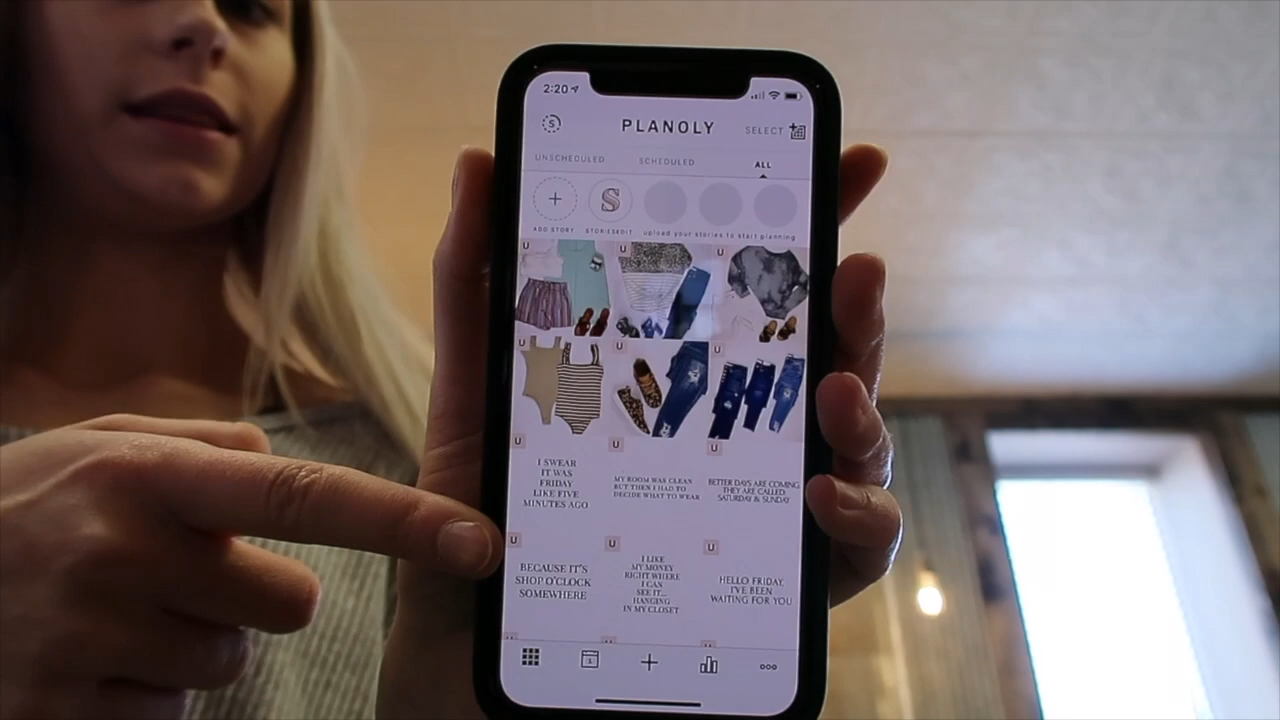 2:20
PLANOLY
SELECT
UNSCHEDULED
SCHEDULED
ALL
S
ADD STORY
STORIESEDIT
upload your stories to start planning
U
U
U
U
U
U
U
U
U
I SWEAR
IT WAS
FRIDAY
LIKE FIVE
MINUTES AGO
MY ROOM WAS CLEAN
BUT THEN I HAD TO
DECIDE WHAT TO WEAR
BETTER DAYS ARE COMING
THEY ARE CALLED
SATURDAY & SUNDAY
U
U
U
BECAUSE IT'S
SHOP O'CLOCK
SOMEWHERE
I LIKE
MY MONEY
RIGHT WHERE
I CAN
SEE IT...
HANGING
IN MY CLOSET
HELLO FRIDAY,
I'VE BEEN
WAITING FOR YOU
1